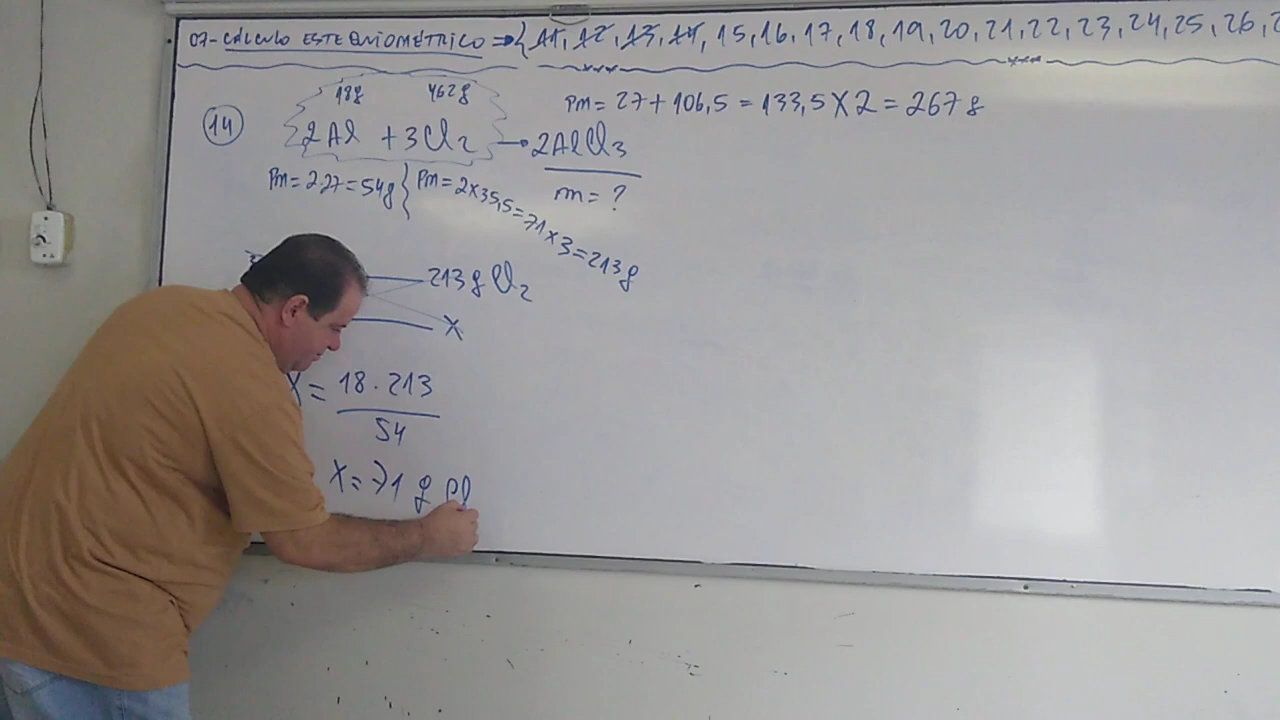 07- CÁLCULO ESTEQUIOMÉTRICO => { 11, 12, 13, 14, 15, 16, 17, 18, 19, 20, 21, 22, 23, 24, 25, 26, 2
18g 462g
PM = 27 + 106,5 = 133,5 X 2 = 267 g
14 2Al + 3Cl2 → 2AlCl3
PM = 2.27 = 54g { PM = 2x35,5 = 71 x 3 = 213 g
m = ?
213 g Cl2
X
X = 18 . 213
54
X = 71 g Cl